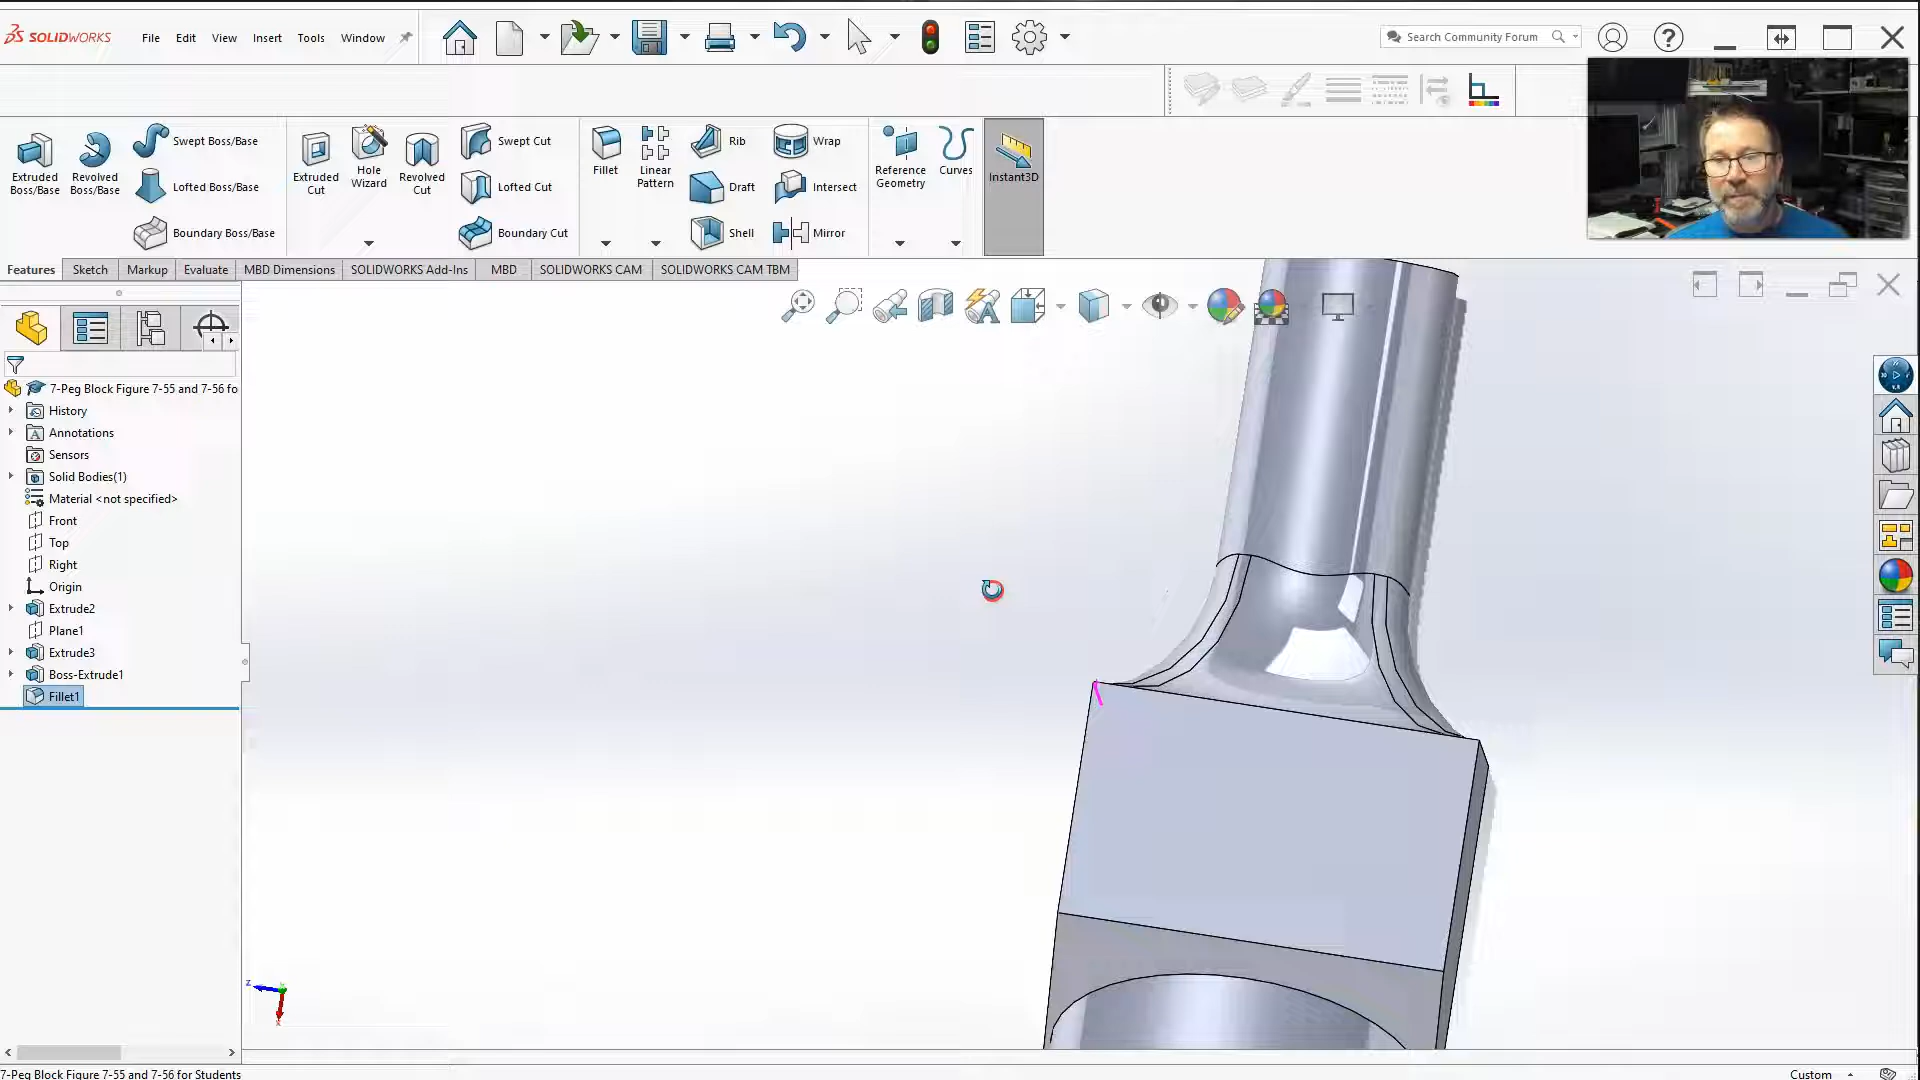 SOLIDWORKS File Edit View Insert Tools Window
Search Community Forum
Extruded Boss/Base
Revolved Boss/Base
Swept Boss/Base
Lofted Boss/Base
Boundary Boss/Base
Extruded Cut
Hole Wizard
Revolved Cut
Swept Cut
Lofted Cut
Boundary Cut
Fillet
Linear Pattern
Rib
Draft
Shell
Wrap
Intersect
Mirror
Reference Geometry
Curves
Instant3D
Features Sketch Markup Evaluate MBD Dimensions SOLIDWORKS Add-Ins MBD SOLIDWORKS CAM SOLIDWORKS CAM TBM
7-Peg Block Figure 7-55 and 7-56 fo
History
Annotations
Sensors
Solid Bodies(1)
Material <not specified>
Front
Top
Right
Origin
Extrude2
Plane1
Extrude3
Boss-Extrude1
Fillet1
z
x
7-Peg Block Figure 7-55 and 7-56 for Students
Custom